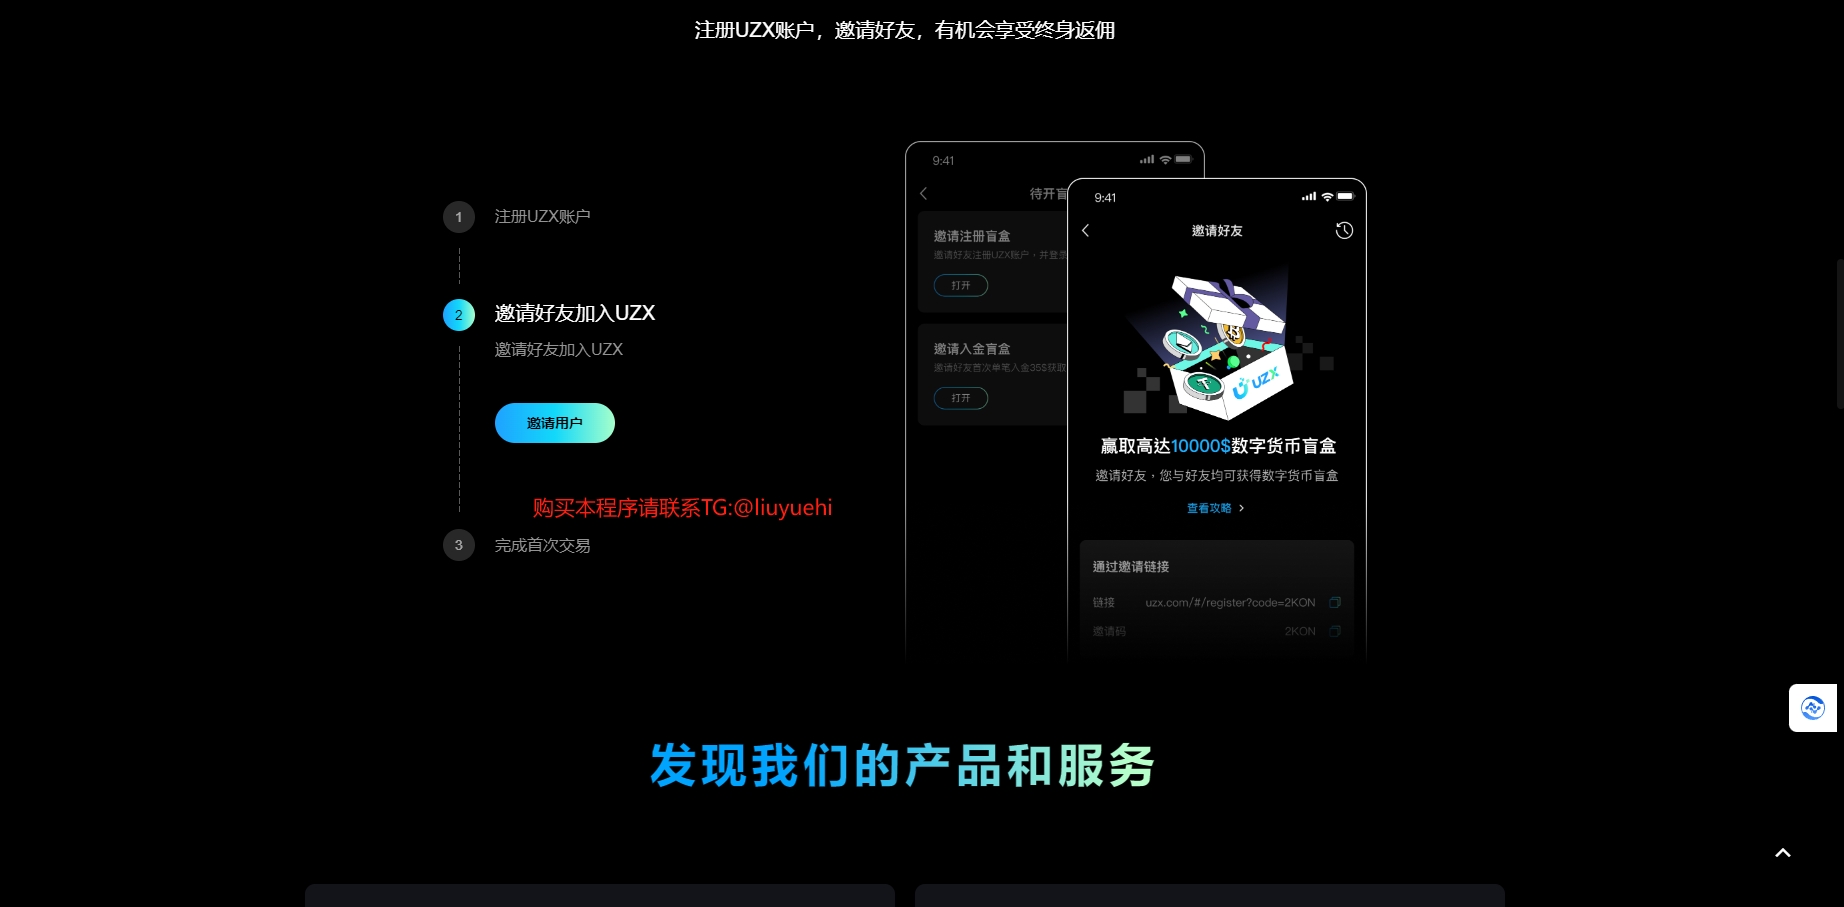 注册UZX账户，邀请好友，有机会享受终身返佣
1 注册UZX账户
2 邀请好友加入UZX
邀请好友加入UZX
邀请用户
购买本程序请联系TG:@liuyuehi
3 完成首次交易
9:41
待开盲
邀请注册盲盒
邀请好友注册UZX账户，并登录
打开
邀请入金盲盒
邀请好友首次单笔入金35$获取
打开
9:41
邀请好友
UZX
赢取高达10000$数字货币盲盒
邀请好友，您与好友均可获得数字货币盲盒
查看攻略
通过邀请链接
链接 uzx.com/#/register?code=2KON
邀请码 2KON
发现我们的产品和服务